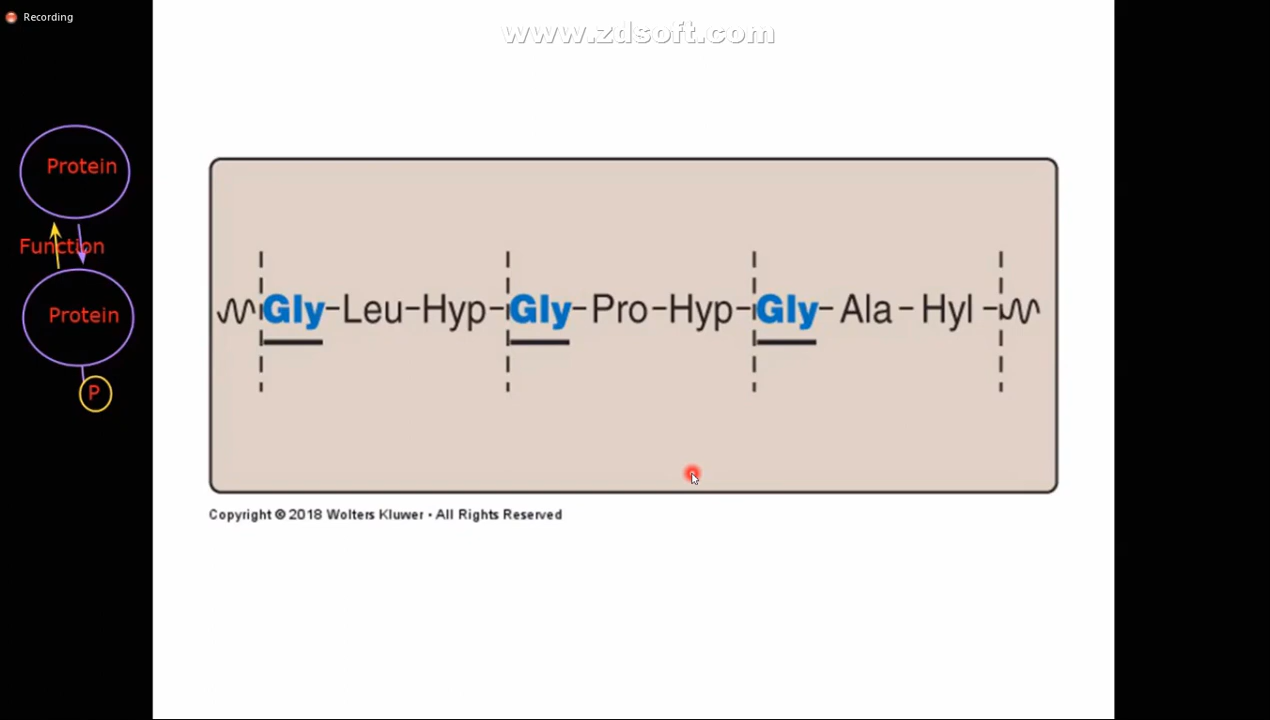 Recording
www.zdsoft.com
Protein
Function
Protein
P
Gly-Leu-Hyp-Gly-Pro-Hyp-Gly-Ala-Hyl-
Copyright © 2018 Wolters Kluwer • All Rights Reserved